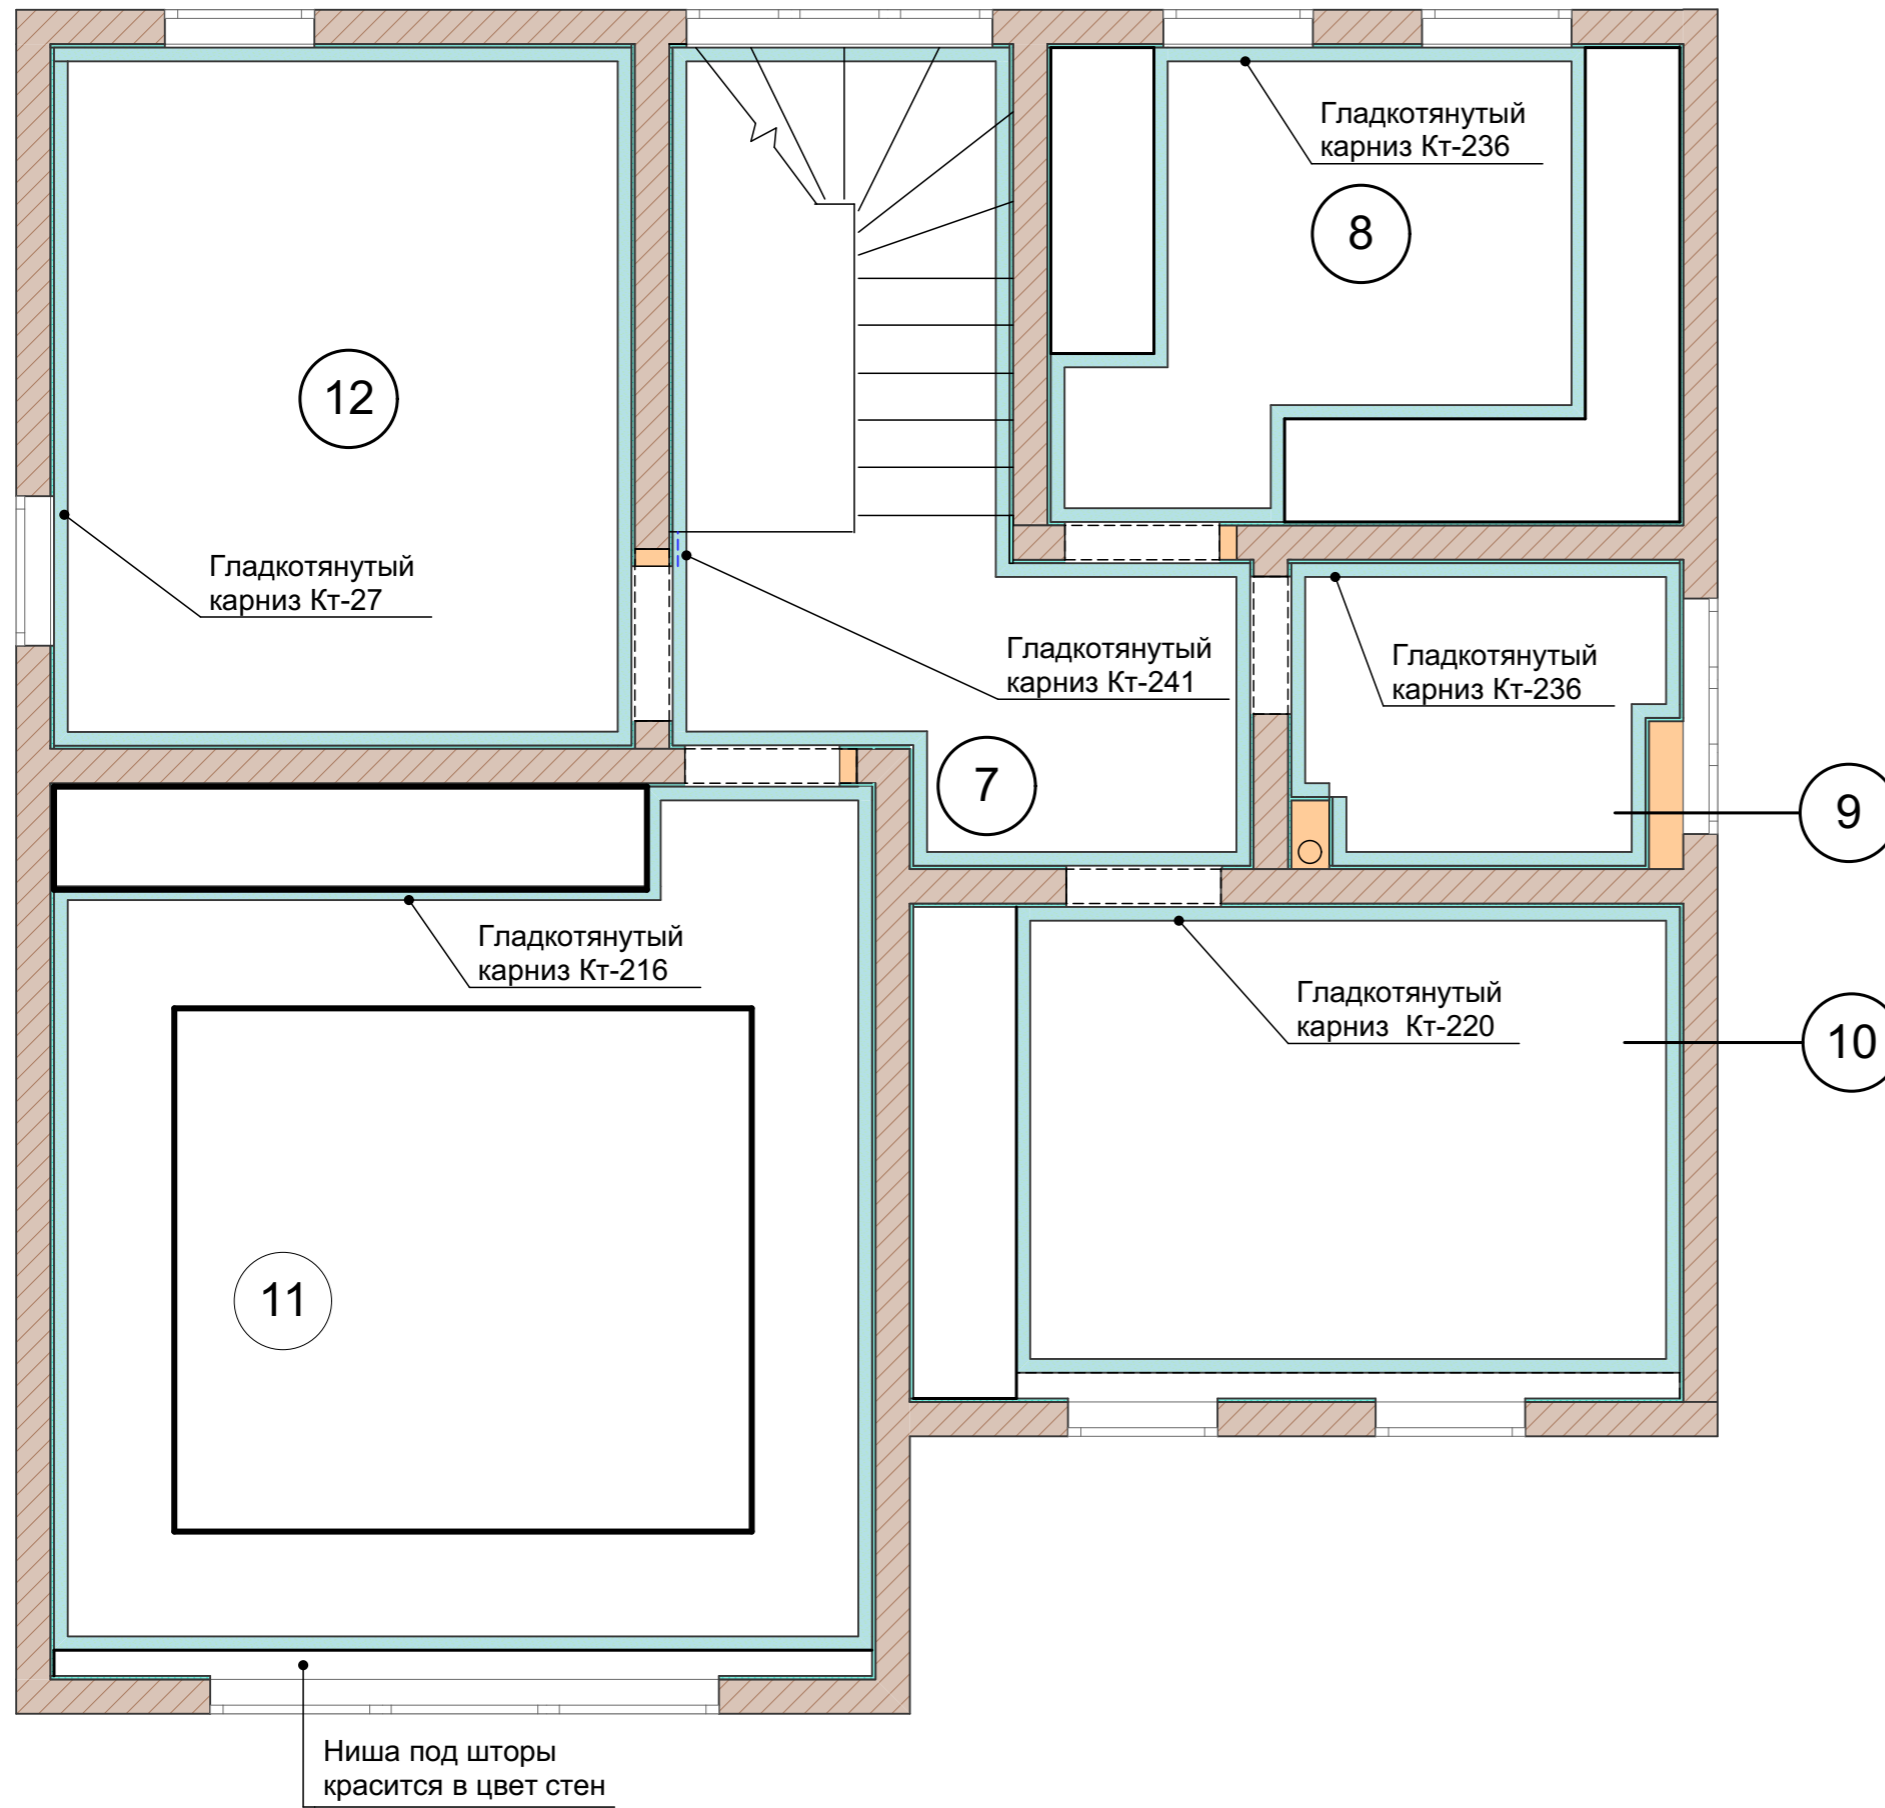 Гладкотянутый
карниз Кт-236
8
12
Гладкотянутый
карниз Кт-27
Гладкотянутый
карниз Кт-241
Гладкотянутый
карниз Кт-236
7
9
Гладкотянутый
карниз Кт-216
Гладкотянутый
карниз  Кт-220
10
11
Ниша под шторы
красится в цвет стен